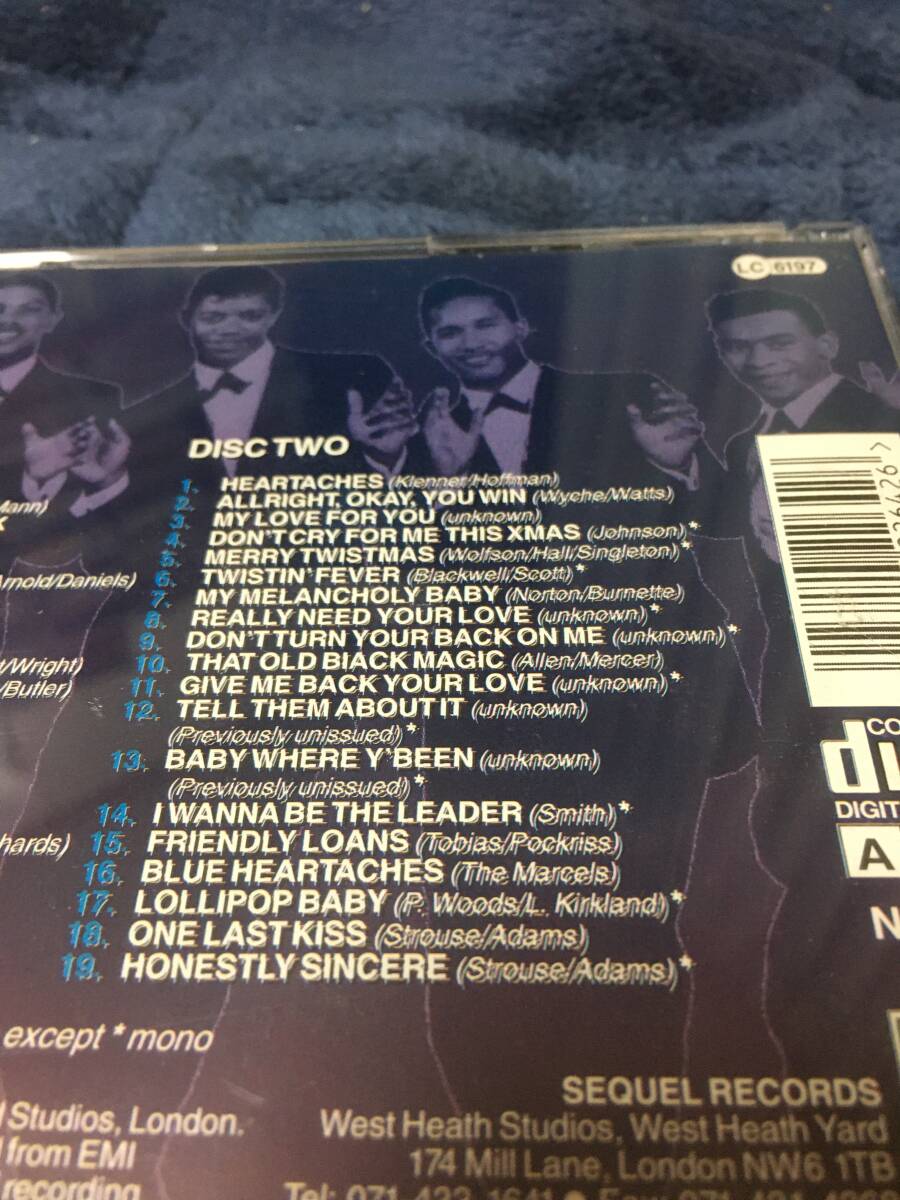 LC 6197
DISC TWO
1. HEARTACHES (Klenner/Hoffman)
2. ALLRIGHT, OKAY, YOU WIN (Wyche/Watts)
3. MY LOVE FOR YOU (unknown)
4. DON'T CRY FOR ME THIS XMAS (Johnson)*
5. MERRY TWISTMAS (Wolfson/Hall/Singleton)*
6. TWISTIN' FEVER (Blackwell/Scott)*
7. MY MELANCHOLY BABY (Norton/Burnette)
8. REALLY NEED YOUR LOVE (unknown)*
9. DON'T TURN YOUR BACK ON ME (unknown)*
10. THAT OLD BIACK MAGIC (Allen/Mercer)
11. GIVE ME BACK YOUR LOVE (unknown)*
12. TELL THEM ABOUT IT (unknown)
(Previously unissued)*
13. BABY WHERE Y'BEEN (unknown)
(Previously unissued)*
14. I WANNA BE THE LEADER (Smith)*
15. FRIENDLY LOANS (Tobias/Pockriss)
16. BLUE HEARTACHES (The Marcels)
17. LOLLIPOP BABY (P. Woods/L. Kirkland)*
18. ONE LAST KISS (Strouse/Adams)
19. HONESTLY SINCERE (Strouse/Adams)*
Mann)
K
Arnold/Daniels)
t/Wright)
/Butler)
hards)
except * mono
Studios, London.
from EMI
recording
SEQUEL RECORDS
West Heath Studios, West Heath Yard
174 Mill Lane, London NW6 1TB
CO
DIGIT
A
N